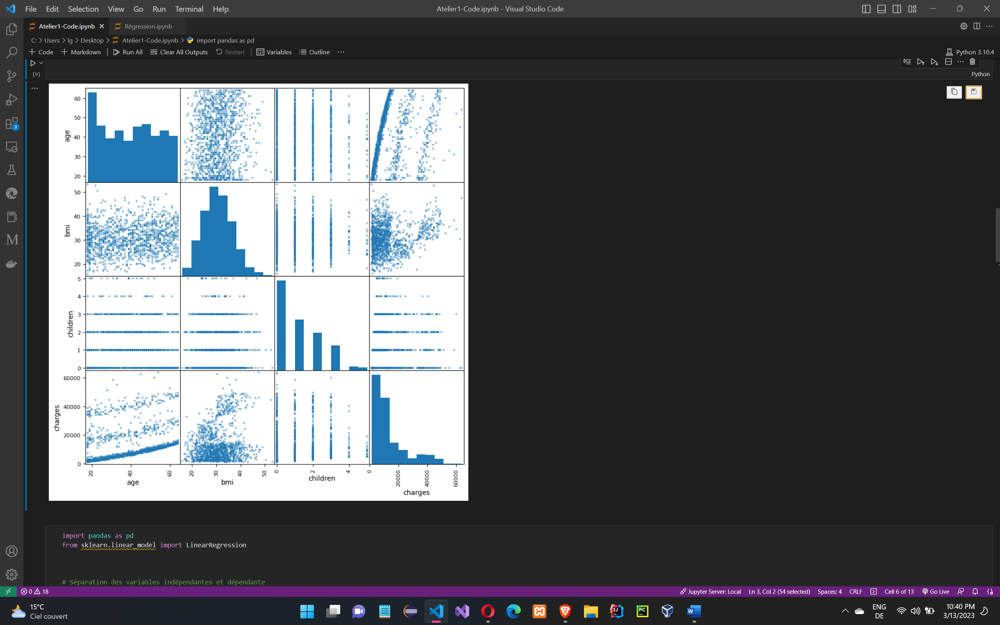 File Edit Selection View Go Run Terminal Help
Atelier1-Code.ipynb - Visual Studio Code
Atelier1-Code.ipynb
Régression.ipynb
C: > Users > lg > Desktop > Atelier1-Code.ipynb > import pandas as pd
+ Code + Markdown Run All Clear All Outputs Restart Variables Outline ...
Python 3.10.4
[9]
Python
3
M
60
50
40
30
20
age
50
40
30
20
bmi
5
4
3
2
1
0
children
60000
40000
20000
0
charges
20
40
60
age
20
30
40
50
bmi
0
2
4
children
0
20000
40000
60000
charges
import pandas as pd
from sklearn.linear_model import LinearRegression
# Séparation des variables indépendantes et dépendante
0 18
Jupyter Server: Local Ln 3, Col 2 (54 selected) Spaces: 4 CRLF Cell 6 of 13 Go Live
15°C
Ciel couvert
IJ
PC
W
ENG
DE
10:40 PM
3/13/2023